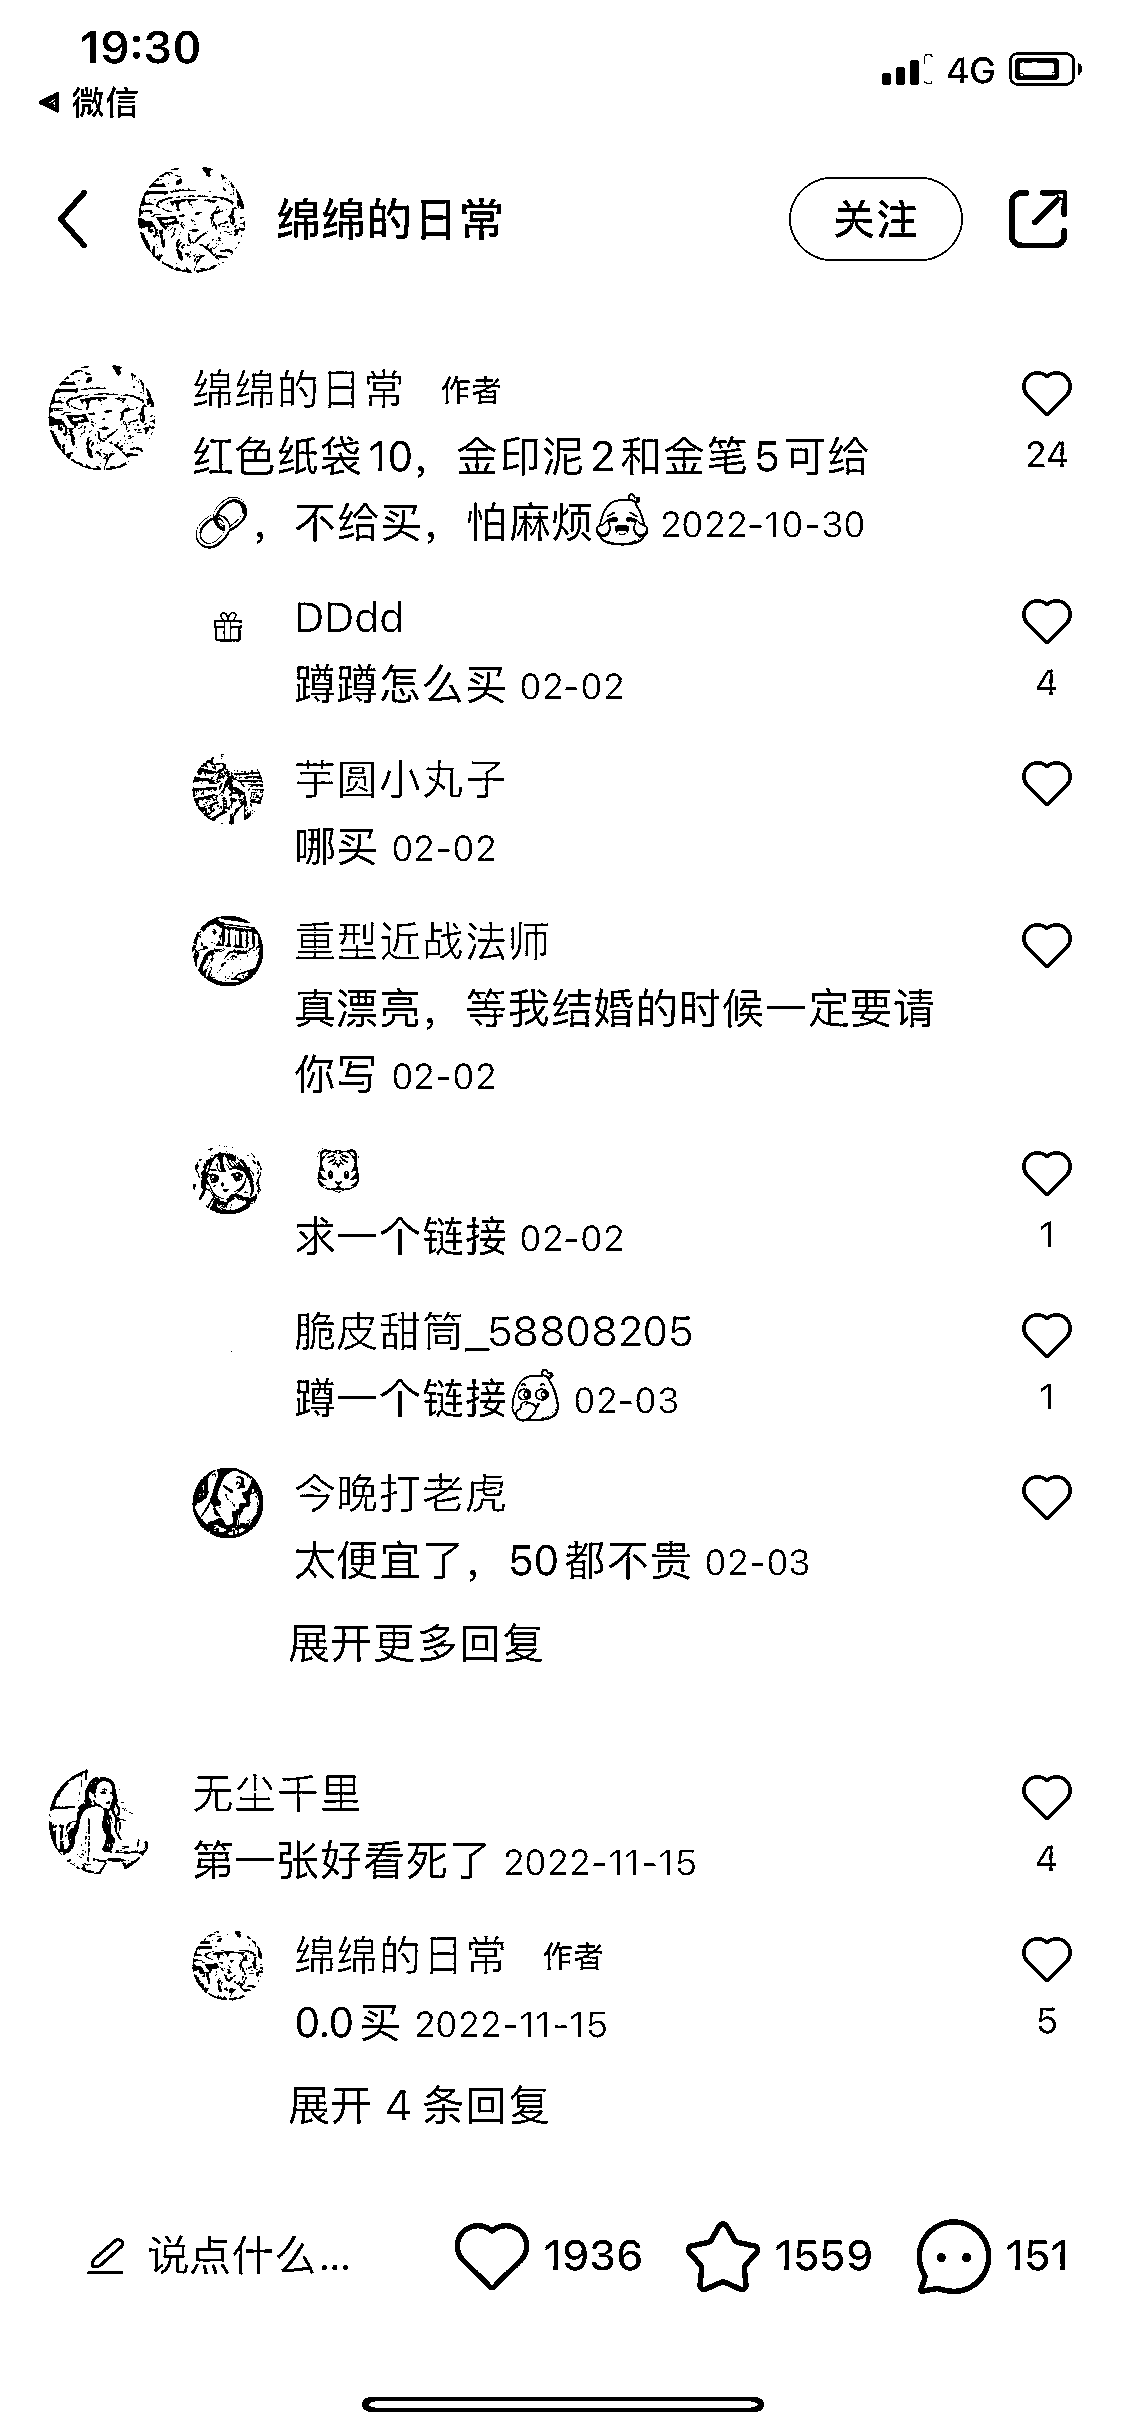 19:30
4G
微信
绵绵的日常
关注
绵绵的日常 作者
红色纸袋10，金印泥2和金笔5可给
24
🔗，不给买，怕麻烦 2022-10-30
DDdd
蹲蹲怎么买 02-02
4
芋圆小丸子
哪买 02-02
重型近战法师
真漂亮，等我结婚的时候一定要请
你写 02-02
🐯
求一个链接 02-02
1
脆皮甜筒_58808205
蹲一个链接 02-03
1
今晚打老虎
太便宜了，50都不贵 02-03
展开更多回复
无尘千里
第一张好看死了 2022-11-15
4
绵绵的日常 作者
0.0买 2022-11-15
5
展开 4 条回复
说点什么... 1936 1559 151